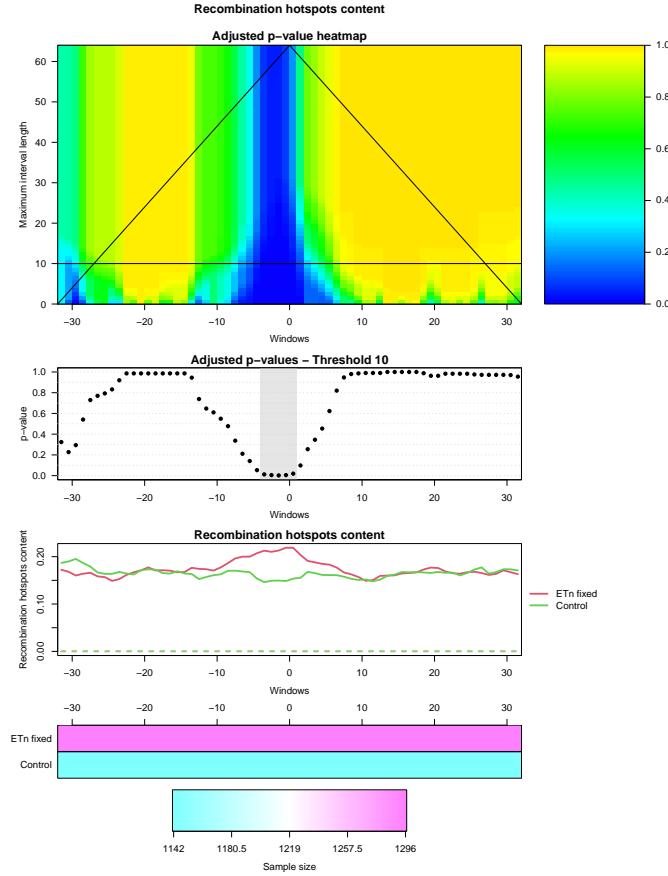 Recombination hotspots content
Adjusted p−value heatmap
Maximum interval length
60
50
40
30
20
10
0
−30 −20 −10 0 10 20 30
Windows
1.0
0.8
0.6
0.4
0.2
0.0
Adjusted p−values − Threshold 10
p−value
1.0
0.8
0.6
0.4
0.2
0.0
−30 −20 −10 0 10 20 30
Windows
Recombination hotspots content
Recombination hotspots content
0.20
0.10
0.00
−30 −20 −10 0 10 20 30
Windows
ETn fixed
Control
−30 −20 −10 0 10 20 30
ETn fixed
Control
1142 1180.5 1219 1257.5 1296
Sample size